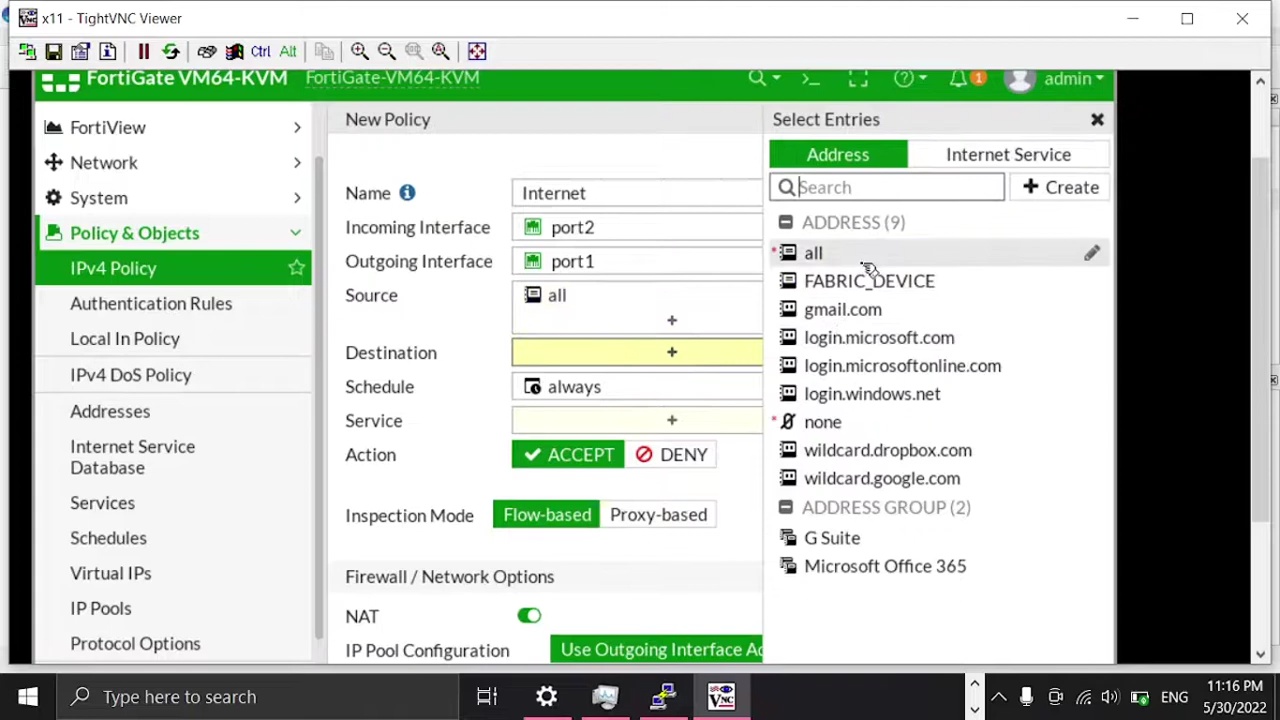 x11 - TightVNC Viewer
Ctrl Alt
FortiGate VM64-KVM FortiGate-VM64-KVM 1 admin
FortiView
Network
System
Policy & Objects
IPv4 Policy
Authentication Rules
Local In Policy
IPv4 DoS Policy
Addresses
Internet Service
Database
Services
Schedules
Virtual IPs
IP Pools
Protocol Options
New Policy
Name Internet
Incoming Interface port2
Outgoing Interface port1
Source all
Destination
Schedule always
Service
Action ACCEPT DENY
Inspection Mode Flow-based Proxy-based
Firewall / Network Options
NAT
IP Pool Configuration Use Outgoing Interface
Select Entries
Address Internet Service
Search Create
ADDRESS (9)
all
FABRIC_DEVICE
gmail.com
login.microsoft.com
login.microsoftonline.com
login.windows.net
none
wildcard.dropbox.com
wildcard.google.com
ADDRESS GROUP (2)
G Suite
Microsoft Office 365
Type here to search
VNC
ENG
11:16 PM
5/30/2022